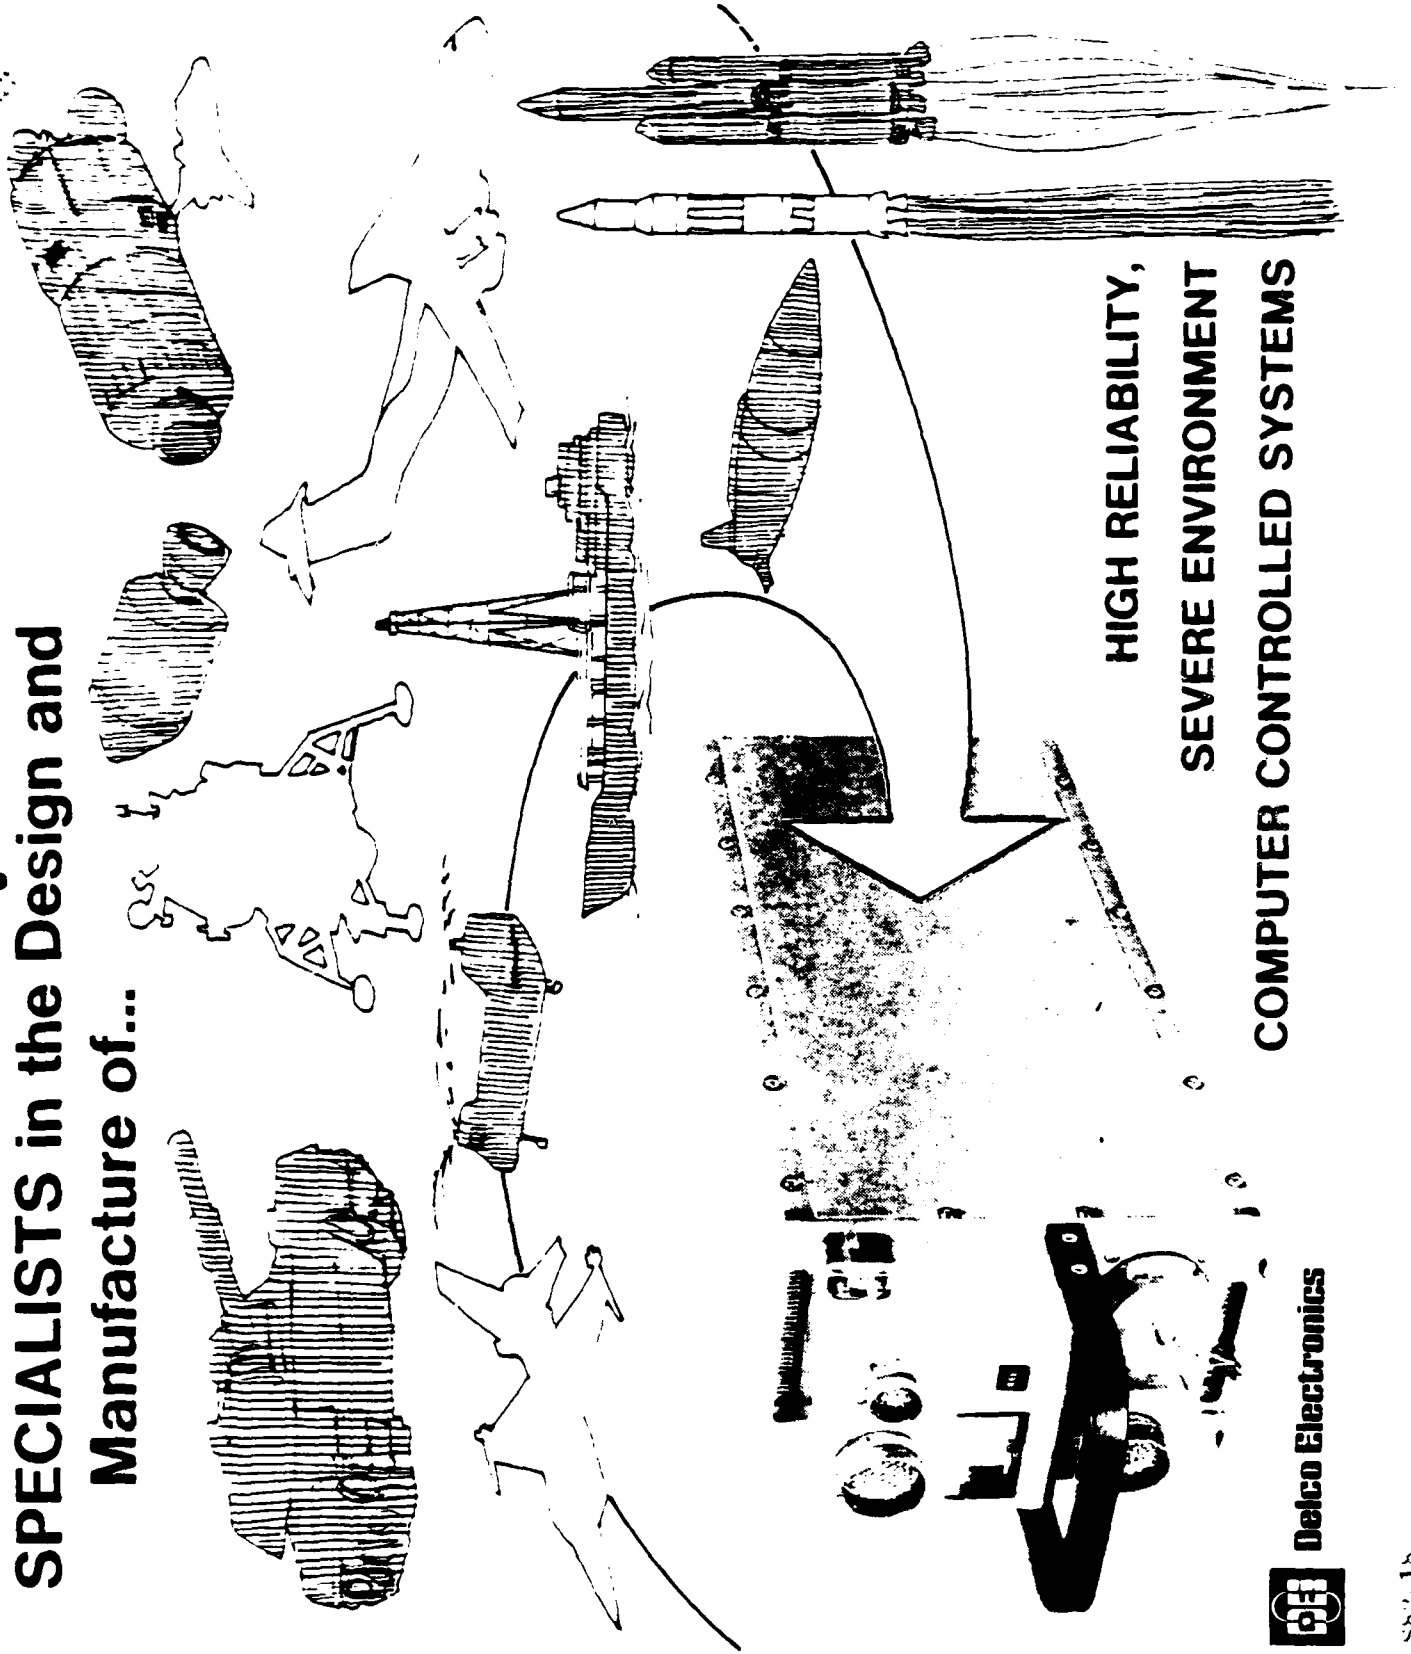 SPECIALISTS in the Design and
Manufacture of...
HIGH RELIABILITY,
SEVERE ENVIRONMENT
COMPUTER CONTROLLED SYSTEMS
Delco Electronics